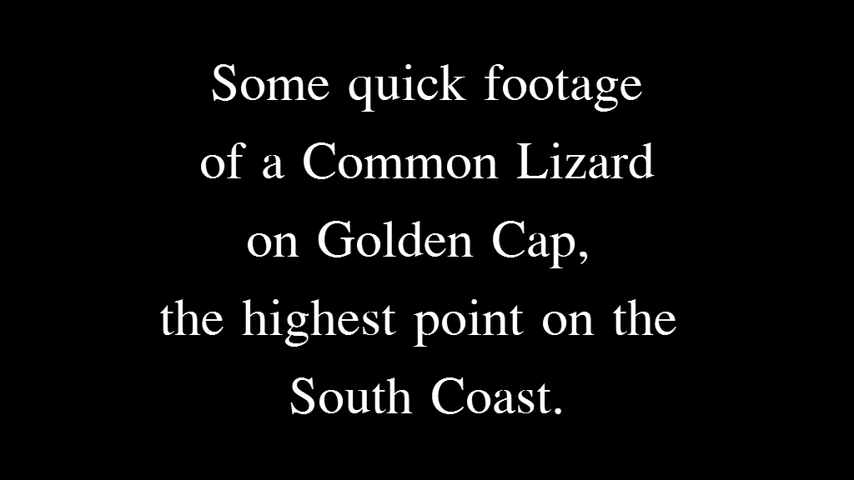 Some quick footage
of a Common Lizard
on Golden Cap,
the highest point on the
South Coast.